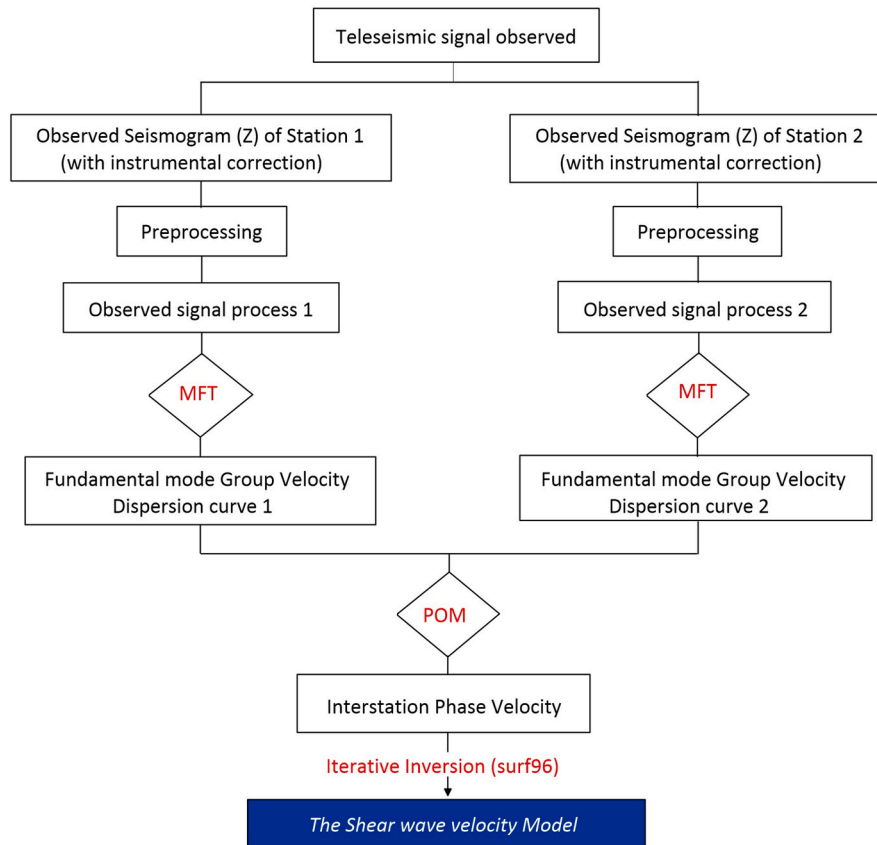 Teleseismic signal observed
Observed Seismogram (Z) of Station 1
(with instrumental correction)
Observed Seismogram (Z) of Station 2
(with instrumental correction)
Preprocessing
Preprocessing
Observed signal process 1
Observed signal process 2
MFT
MFT
Fundamental mode Group Velocity
Dispersion curve 1
Fundamental mode Group Velocity
Dispersion curve 2
POM
Interstation Phase Velocity
Iterative Inversion (surf96)
The Shear wave velocity Model